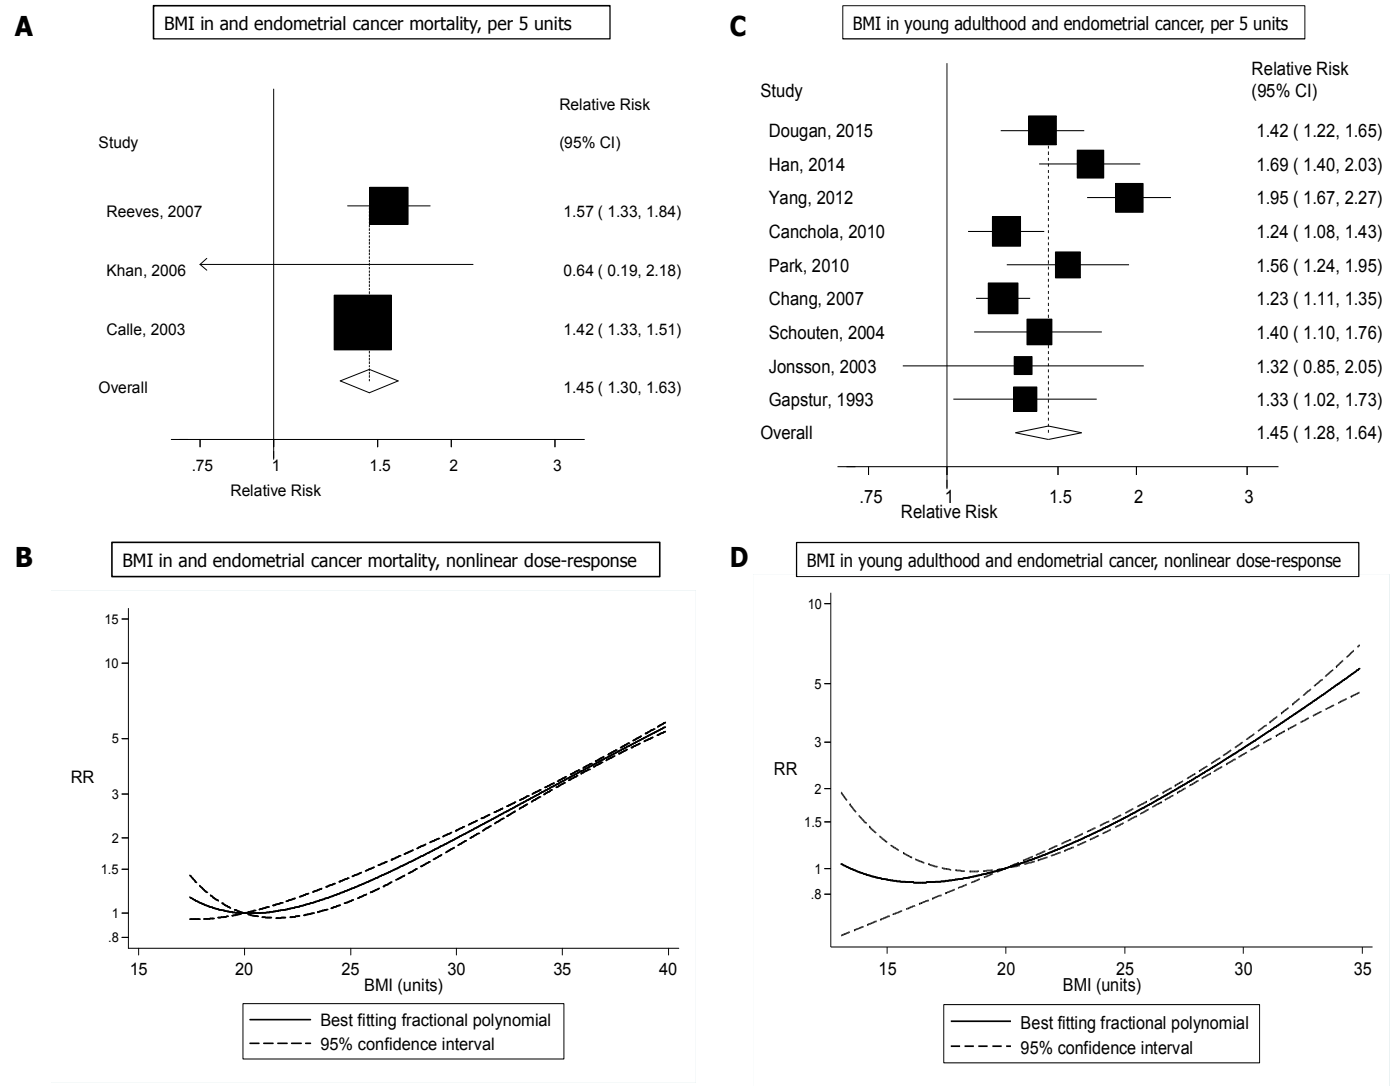 A
BMI in and endometrial cancer mortality, per 5 units
Relative Risk
Study
(95% CI)
Reeves, 2007
1.57 ( 1.33, 1.84)
Khan, 2006
0.64 ( 0.19, 2.18)
Calle, 2003
1.42 ( 1.33, 1.51)
Overall
1.45 ( 1.30, 1.63)
.75 1 1.5 2 3
Relative Risk
C
BMI in young adulthood and endometrial cancer, per 5 units
Relative Risk
Study
(95% CI)
Dougan, 2015
1.42 ( 1.22, 1.65)
Han, 2014
1.69 ( 1.40, 2.03)
Yang, 2012
1.95 ( 1.67, 2.27)
Canchola, 2010
1.24 ( 1.08, 1.43)
Park, 2010
1.56 ( 1.24, 1.95)
Chang, 2007
1.23 ( 1.11, 1.35)
Schouten, 2004
1.40 ( 1.10, 1.76)
Jonsson, 2003
1.32 ( 0.85, 2.05)
Gapstur, 1993
1.33 ( 1.02, 1.73)
Overall
1.45 ( 1.28, 1.64)
.75 1 1.5 2 3
Relative Risk
B
BMI in and endometrial cancer mortality, nonlinear dose-response
15
10
5
RR
3
2
1.5
1
.8
15 20 25 30 35 40
BMI (units)
Best fitting fractional polynomial
95% confidence interval
D
BMI in young adulthood and endometrial cancer, nonlinear dose-response
10
5
3
RR
2
1.5
1
.8
15 20 25 30 35
BMI (units)
Best fitting fractional polynomial
95% confidence interval